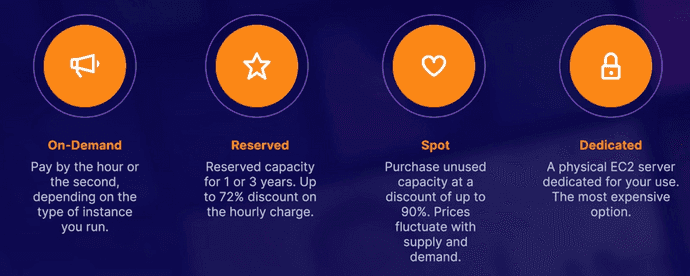 On-Demand
Pay by the hour or
the second,
depending on the
type of instance
you run.
Reserved
Reserved capacity
for 1 or 3 years. Up
to 72% discount on
the hourly charge.
Spot
Purchase unused
capacity at a
discount of up to
90%. Prices
fluctuate with
supply and
demand.
Dedicated
A physical EC2 server
dedicated for your use.
The most expensive
option.